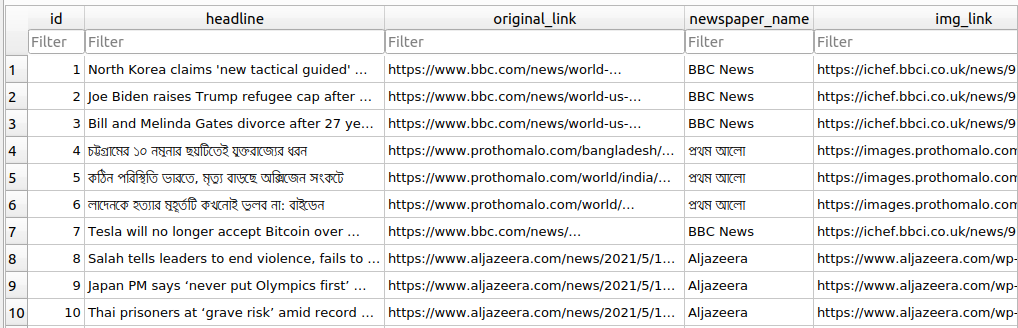 id headline original_link newspaper_name img_link
Filter Filter Filter Filter Filter
1 1 North Korea claims 'new tactical guided' ... https://www.bbc.com/news/world-... BBC News https://ichef.bbci.co.uk/news/9
2 2 Joe Biden raises Trump refugee cap after ... https://www.bbc.com/news/world-us-... BBC News https://ichef.bbci.co.uk/news/9
3 3 Bill and Melinda Gates divorce after 27 ye... https://www.bbc.com/news/world-us-... BBC News https://ichef.bbci.co.uk/news/9
4 4 চট্টগ্রামের ১০ নমুনার ছয়টিতেই যুক্তরাজ্যের ধরন https://www.prothomalo.com/bangladesh/... প্রথম আলো https://images.prothomalo.com
5 5 কঠিন পরিস্থিতি ভারতে, মৃত্যু বাড়ছে অক্সিজেন সংকটে https://www.prothomalo.com/world/india/... প্রথম আলো https://images.prothomalo.com
6 6 লাদেনকে হত্যার মুহূর্তটি কখনোই ভুলব না: বাইডেন https://www.prothomalo.com/world/... প্রথম আলো https://images.prothomalo.com
7 7 Tesla will no longer accept Bitcoin over ... https://www.bbc.com/news/... BBC News https://ichef.bbci.co.uk/news/9
8 8 Salah tells leaders to end violence, fails to ... https://www.aljazeera.com/news/2021/5/1... Aljazeera https://www.aljazeera.com/wp-
9 9 Japan PM says ‘never put Olympics first’ ... https://www.aljazeera.com/news/2021/5/1... Aljazeera https://www.aljazeera.com/wp-
10 10 Thai prisoners at ‘grave risk’ amid record ... https://www.aljazeera.com/news/2021/5/1... Aljazeera https://www.aljazeera.com/wp-